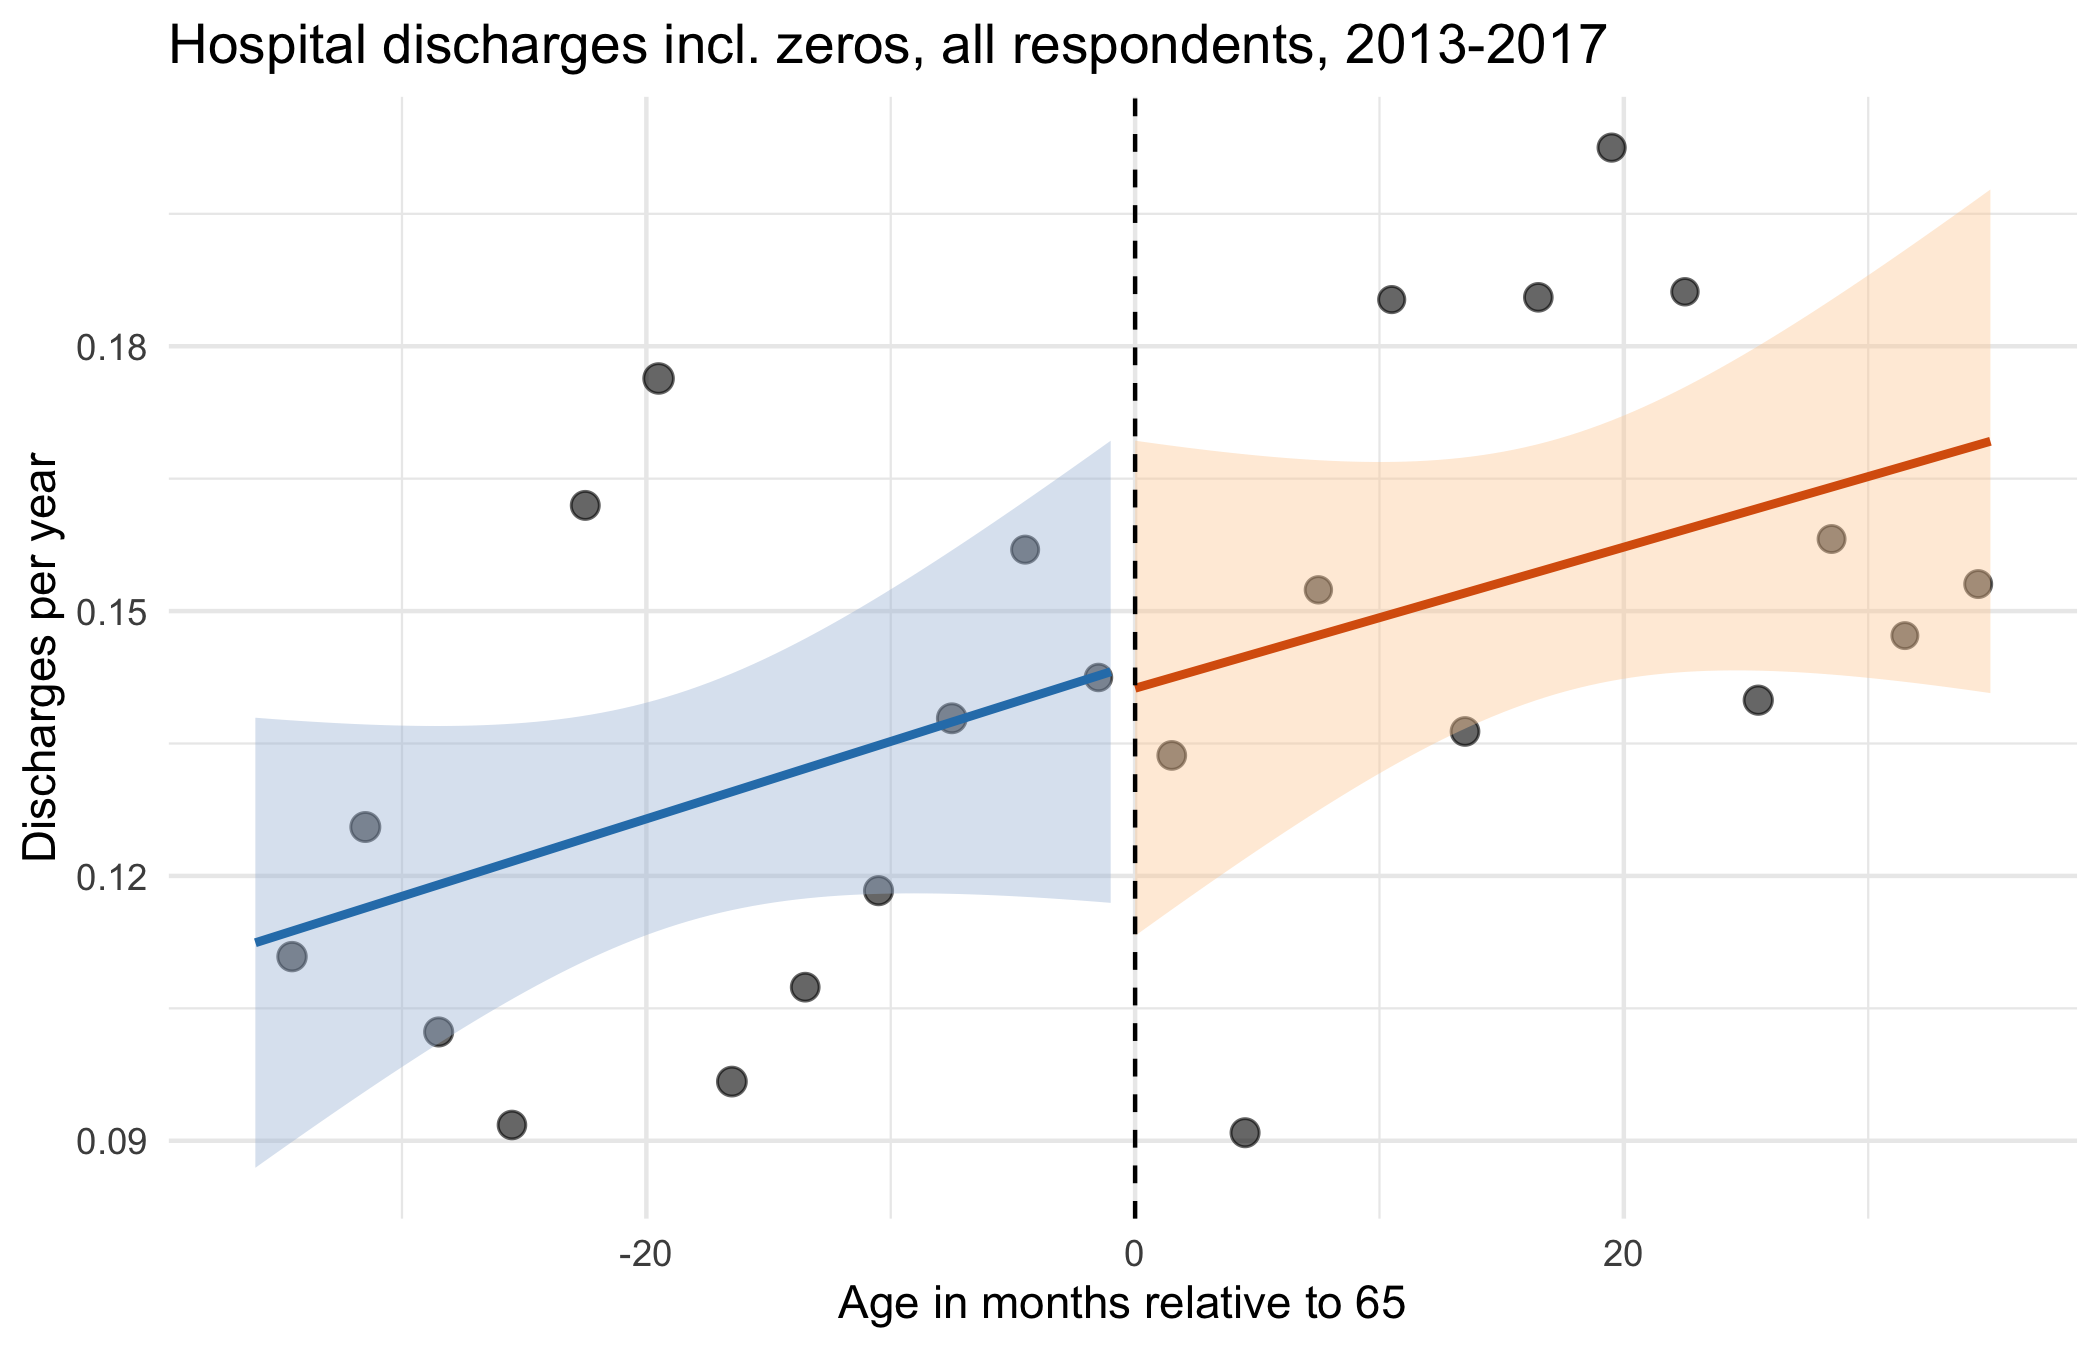 Hospital discharges incl. zeros, all respondents, 2013-2017
Discharges per year
0.18
0.15
0.12
0.09
-20
0
20
Age in months relative to 65